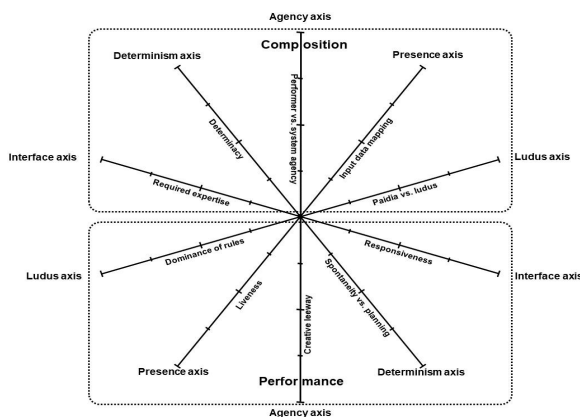 Agency axis
Composition
Determinism axis
Presence axis
Performer vs. system agency
Determinacy
Input data mapping
Interface axis
Ludus axis
Required expertise
Paidia vs. ludus
Dominance of rules
Responsiveness
Ludus axis
Interface axis
Liveness
Creative leeway
Spontaneity vs. planning
Presence axis
Determinism axis
Performance
Agency axis